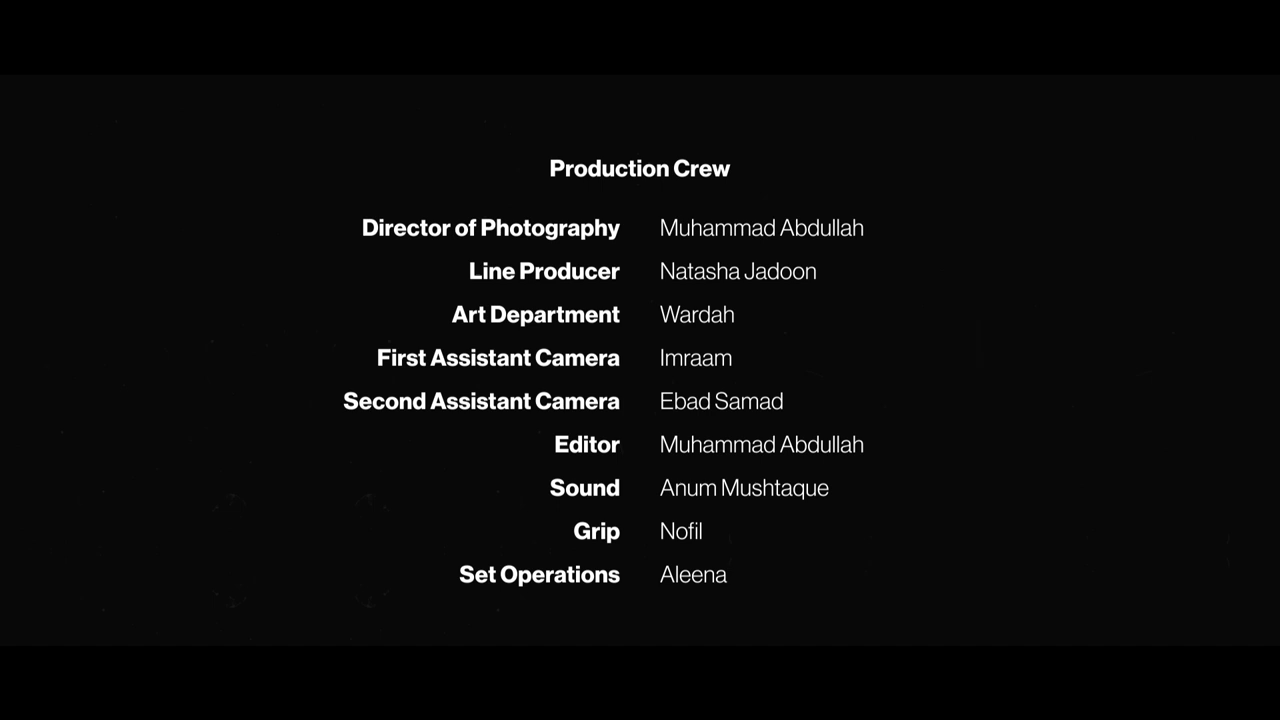 Production Crew
Director of Photography Muhammad Abdullah
Line Producer Natasha Jadoon
Art Department Wardah
First Assistant Camera Imraam
Second Assistant Camera Ebad Samad
Editor Muhammad Abdullah
Sound Anum Mushtaque
Grip Nofil
Set Operations Aleena